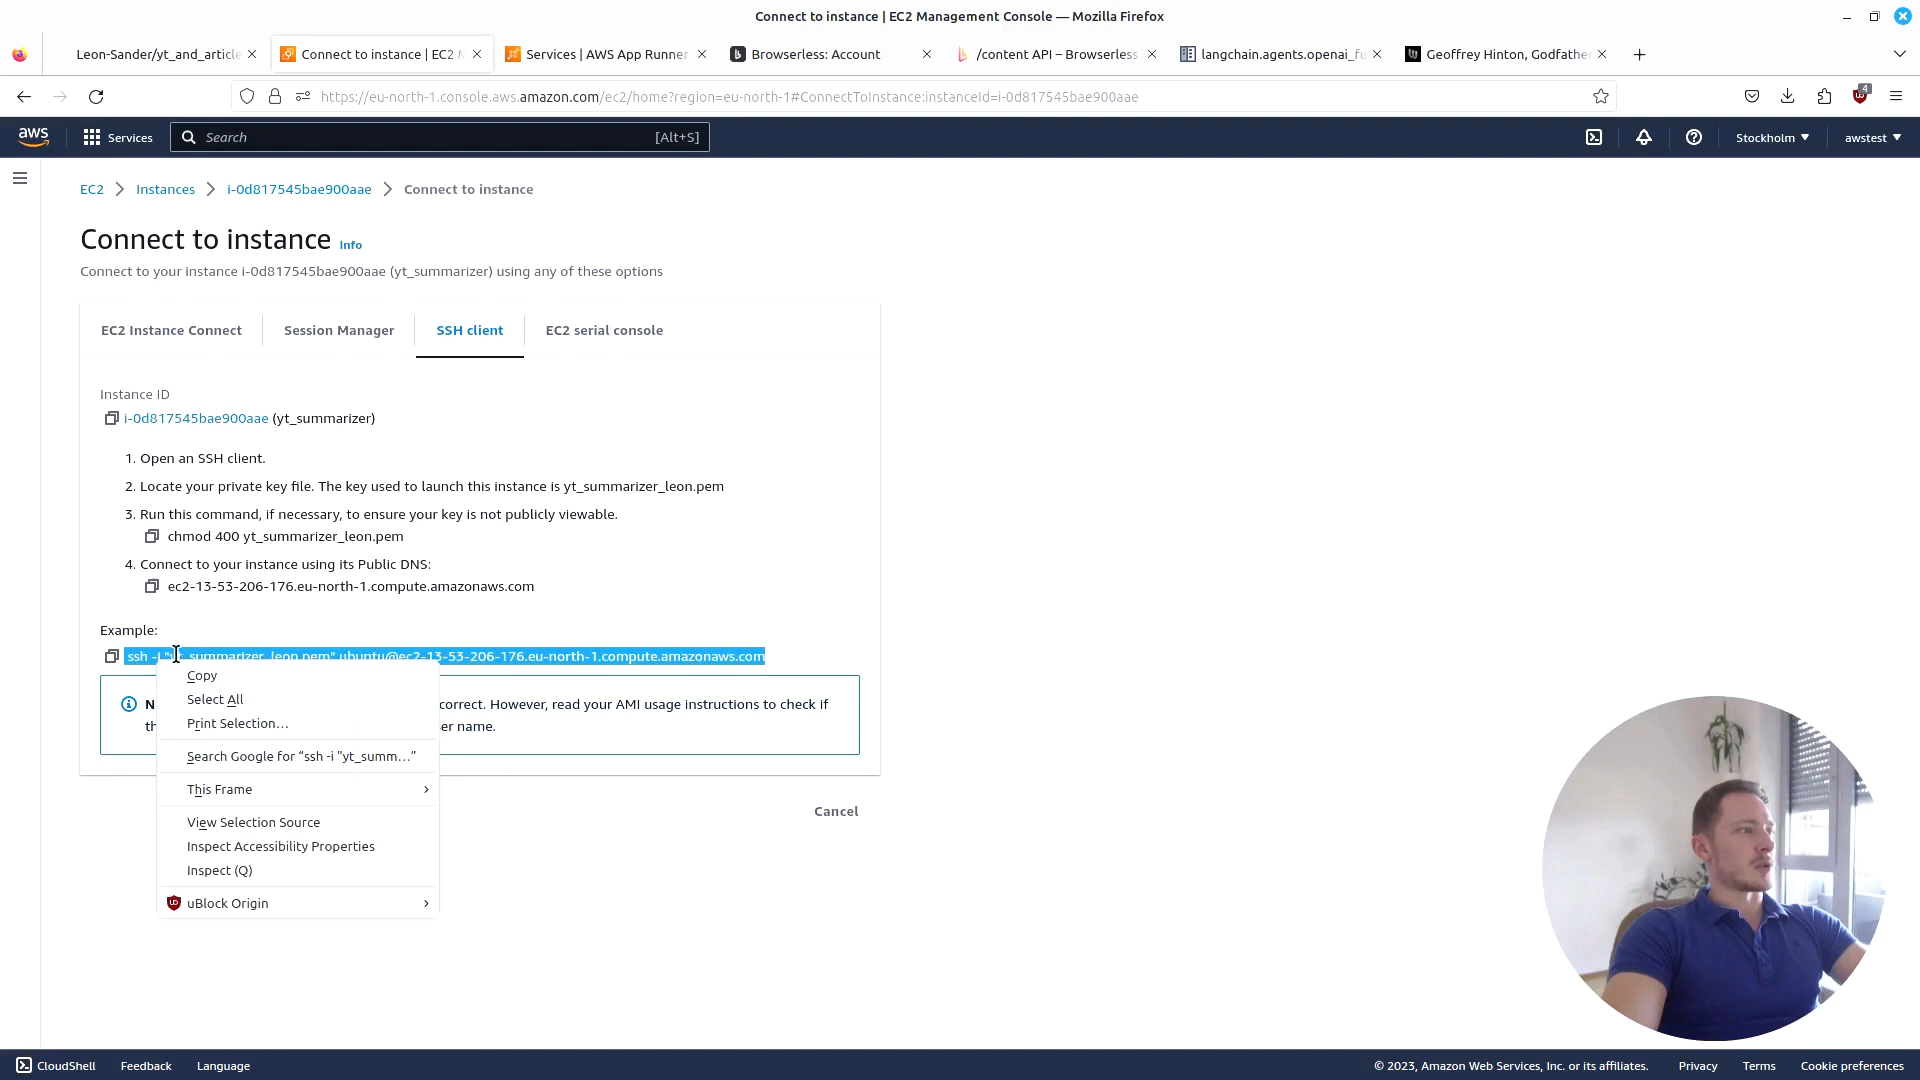 Connect to instance | EC2 Management Console — Mozilla Firefox
Leon-Sander/yt_and_article
Connect to instance | EC2 M
Services | AWS App Runner
Browserless: Account
/content API – Browserless
langchain.agents.openai_fu
Geoffrey Hinton, Godfathe
https://eu-north-1.console.aws.amazon.com/ec2/home?region=eu-north-1#ConnectToInstance:instanceId=i-0d817545bae900aae
4
aws
Services
Search
[Alt+S]
Stockholm
awstest
EC2
Instances
i-0d817545bae900aae
Connect to instance
Connect to instance Info
Connect to your instance i-0d817545bae900aae (yt_summarizer) using any of these options
EC2 Instance Connect
Session Manager
SSH client
EC2 serial console
Instance ID
i-0d817545bae900aae (yt_summarizer)
1. Open an SSH client.
2. Locate your private key file. The key used to launch this instance is yt_summarizer_leon.pem
3. Run this command, if necessary, to ensure your key is not publicly viewable.
chmod 400 yt_summarizer_leon.pem
4. Connect to your instance using its Public DNS:
ec2-13-53-206-176.eu-north-1.compute.amazonaws.com
Example:
ssh -i "yt_summarizer_leon.pem" ubuntu@ec2-13-53-206-176.eu-north-1.compute.amazonaws.com
correct. However, read your AMI usage instructions to check if
name.
Copy
Select All
Print Selection…
Search Google for “ssh -i "yt_summ…”
This Frame
View Selection Source
Inspect Accessibility Properties
Inspect (Q)
uBlock Origin
Cancel
CloudShell
Feedback
Language
© 2023, Amazon Web Services, Inc. or its affiliates.
Privacy
Terms
Cookie preferences